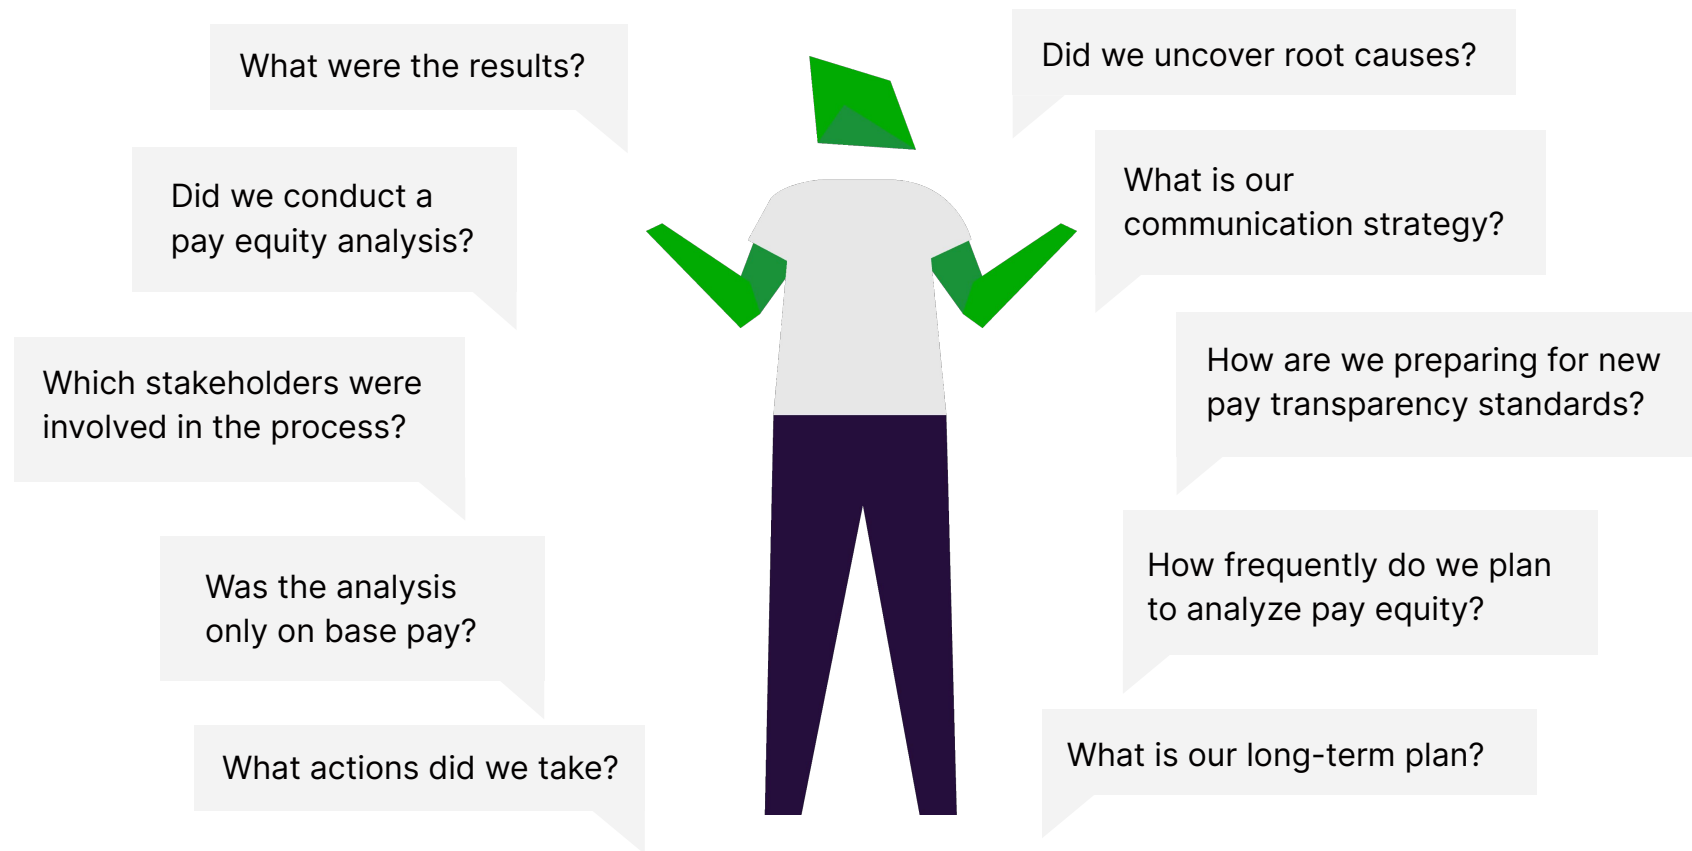 What were the results?
Did we conduct a
pay equity analysis?
Which stakeholders were
involved in the process?
Was the analysis
only on base pay?
What actions did we take?
Did we uncover root causes?
What is our
communication strategy?
How are we preparing for new
pay transparency standards?
How frequently do we plan
to analyze pay equity?
What is our long-term plan?